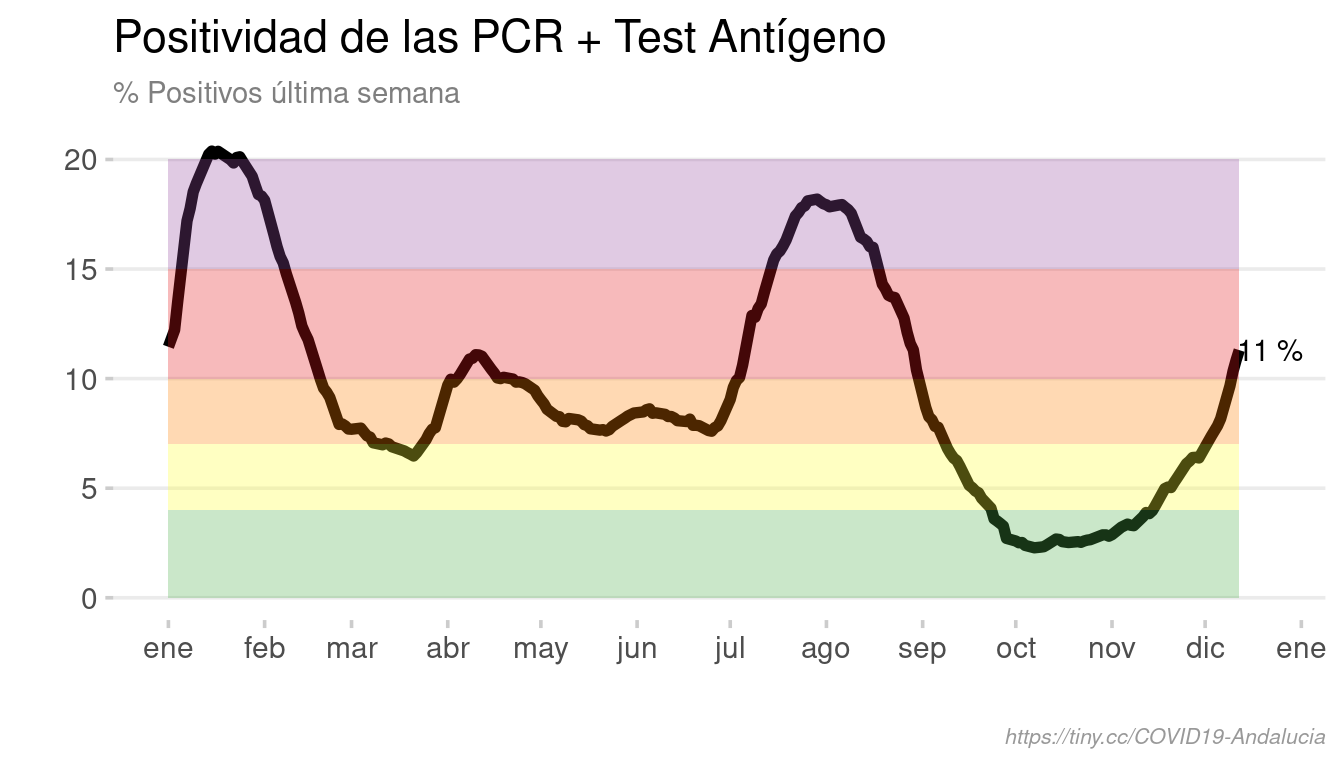 Positividad de las PCR + Test Antígeno
% Positivos última semana
20
15
10
5
0
11 %
ene feb mar abr may jun jul ago sep oct nov dic ene
https://tiny.cc/COVID19-Andalucia